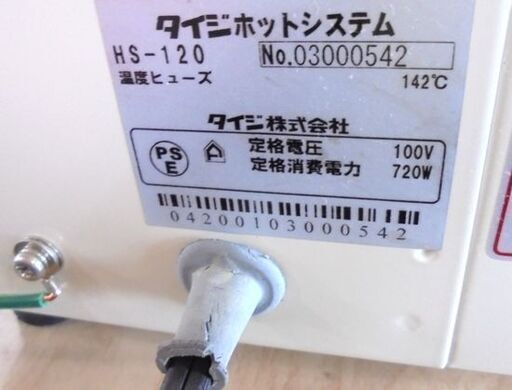 タイジホットシステム
HS-120 No.03000542
温度ヒューズ 142℃
タイジ株式会社
PS E 定格電圧 100V
定格消費電力 720W
04200103000542